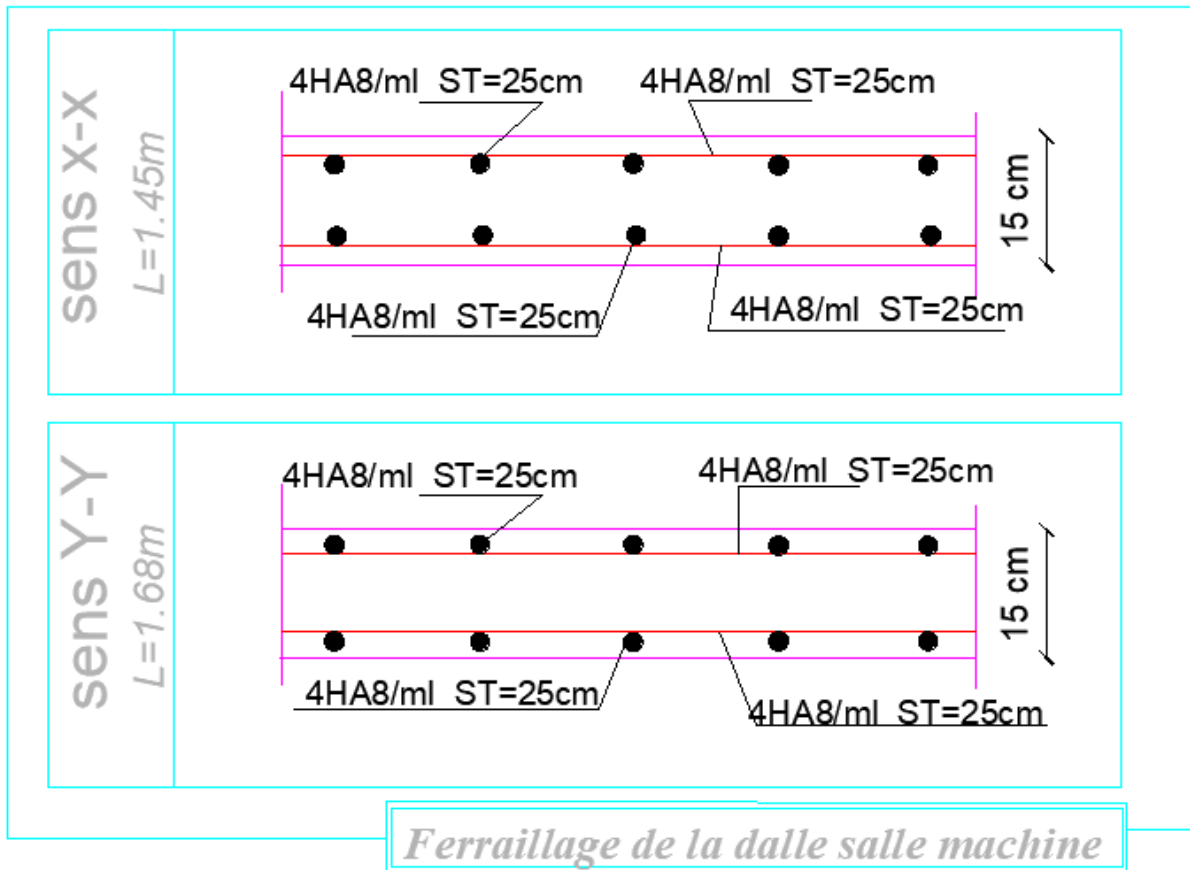 sens x-x
L=1.45m
4HA8/ml ST=25cm
4HA8/ml ST=25cm
15 cm
4HA8/ml ST=25cm
4HA8/ml ST=25cm
sens Y-Y
L=1.68m
4HA8/ml ST=25cm
4HA8/ml ST=25cm
15 cm
4HA8/ml ST=25cm
4HA8/ml ST=25cm
Ferraillage de la dalle salle machine